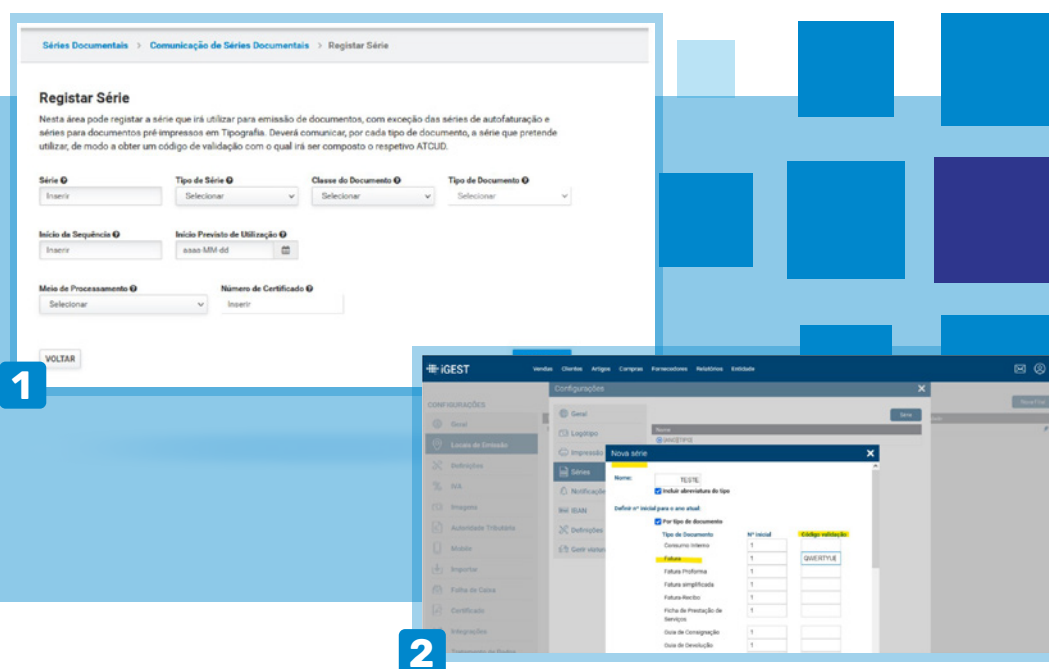 Séries Documentais > Comunicação de Séries Documentais > Registar Série
Registar Série
Nesta área pode registar a série que irá utilizar para emissão de documentos, com exceção das séries de autofaturação e
séries para documentos pré-impressos em Tipografia. Deverá comunicar, por cada tipo de documento, a série que pretende
utilizar, de modo a obter um código de validação com o qual irá ser composto o respetivo ATCUD.
Série Tipo de Série Classe do Documento Tipo de Documento
Inserir Selecionar Selecionar Selecionar
Início da Sequência Início Previsto de Utilização
Inserir aaaa-MM-dd
Meio de Processamento Número de Certificado
Selecionar Inserir
VOLTAR
1
iGEST Vendas Clientes Artigos Compras Fornecedores Relatórios Entidade
Configurações
CONFIGURAÇÕES
Geral
Locais de Emissão
Definições
IVA
Imagens
Autoridade Tributária
Mobile
Importar
Folha de Caixa
Certificado
Integrações
Tratamento de Dados
Geral
Logótipo
Impressão
Séries
Notificaçõe
IBAN
Definições
Gerir viatur
Série
Nome
Nova série
Nome: TESTE
Incluir abreviatura do tipo
Definir nº inicial para o ano atual:
Por tipo de documento
Tipo de Documento Nº Inicial Código validação
Consumo Interno 1
Fatura 1 QWERTYUE
Fatura Proforma 1
Fatura simplificada 1
Fatura-Recibo 1
Ficha de Prestação de
Serviços 1
Guia de Consignação 1
Guia de Devolução 1
2